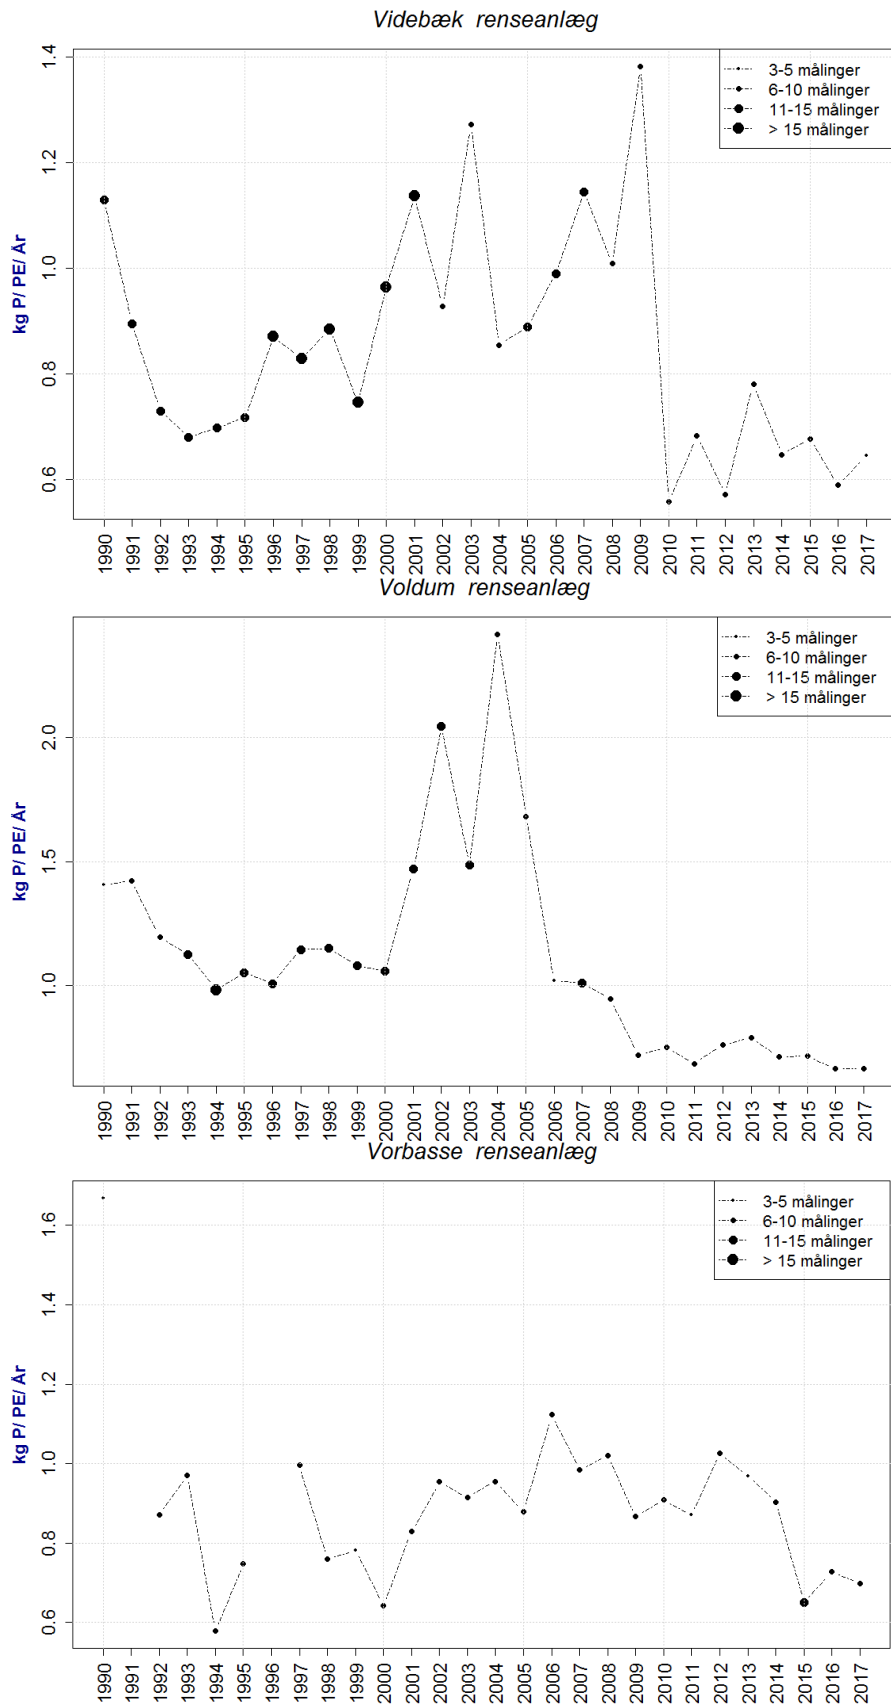 Videbæk renseanlæg
kg P/ PE/ År
1.4
1.2
1.0
0.8
0.6
3-5 målinger
6-10 målinger
11-15 målinger
> 15 målinger
1990 1991 1992 1993 1994 1995 1996 1997 1998 1999 2000 2001 2002 2003 2004 2005 2006 2007 2008 2009 2010 2011 2012 2013 2014 2015 2016 2017
Voldum renseanlæg
kg P/ PE/ År
2.0
1.5
1.0
3-5 målinger
6-10 målinger
11-15 målinger
> 15 målinger
1990 1991 1992 1993 1994 1995 1996 1997 1998 1999 2000 2001 2002 2003 2004 2005 2006 2007 2008 2009 2010 2011 2012 2013 2014 2015 2016 2017
Vorbasse renseanlæg
kg P/ PE/ År
1.6
1.4
1.2
1.0
0.8
0.6
3-5 målinger
6-10 målinger
11-15 målinger
> 15 målinger
1990 1991 1992 1993 1994 1995 1996 1997 1998 1999 2000 2001 2002 2003 2004 2005 2006 2007 2008 2009 2010 2011 2012 2013 2014 2015 2016 2017